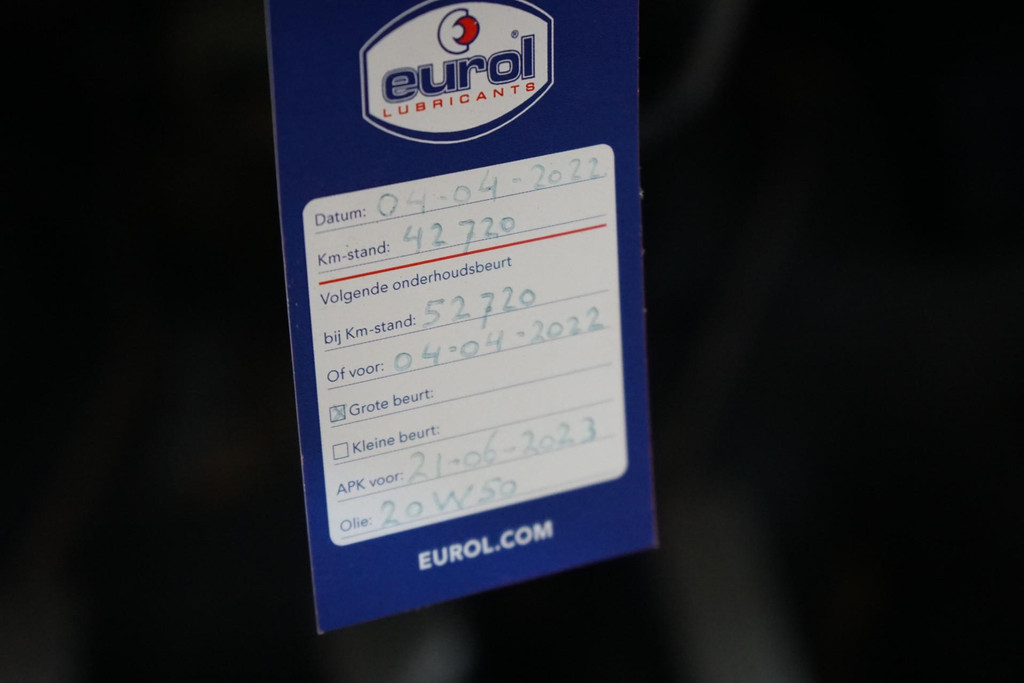 eurol®
LUBRICANTS
Datum: 04-04-2022
Km-stand: 42720
Volgende onderhoudsbeurt
bij Km-stand: 52720
Of voor: 04-04-2022
Grote beurt:
Kleine beurt:
APK voor: 21-06-2023
Olie: 20W50
EUROL.COM